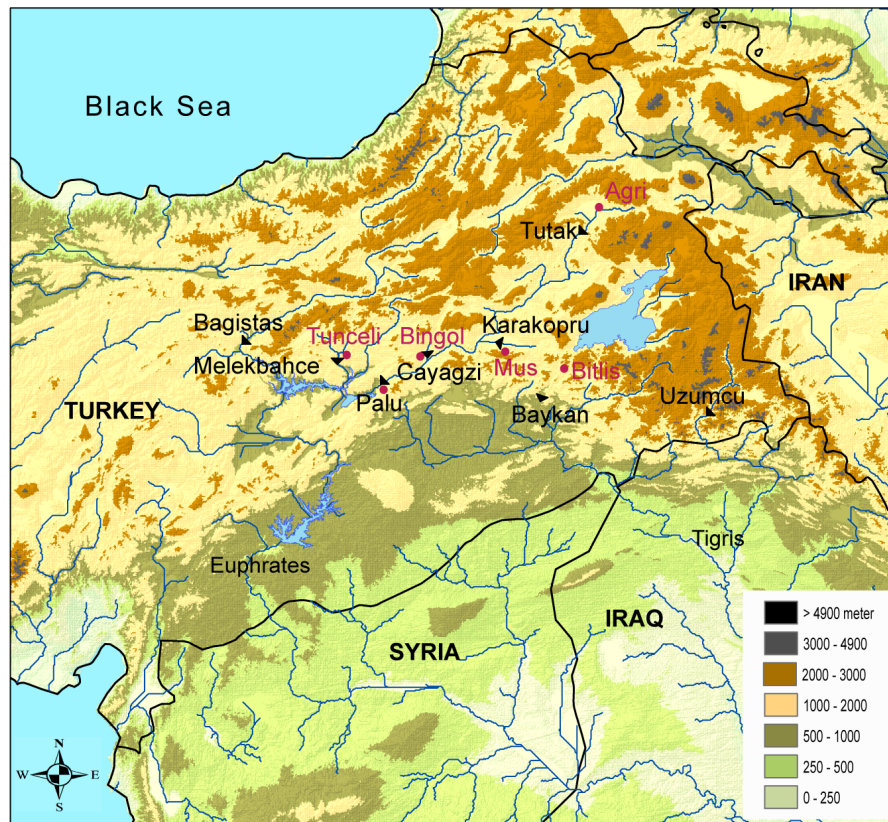 Black Sea
Agri
Tutak
IRAN
Bagistas
Tunceli
Bingol
Karakopru
Melekbahce
Cayagzi
Mus
Bitlis
TURKEY
Palu
Baykan
Uzumcu
Euphrates
Tigris
SYRIA
IRAQ
> 4900 meter
3000 - 4900
2000 - 3000
1000 - 2000
500 - 1000
250 - 500
0 - 250
N
W E
S